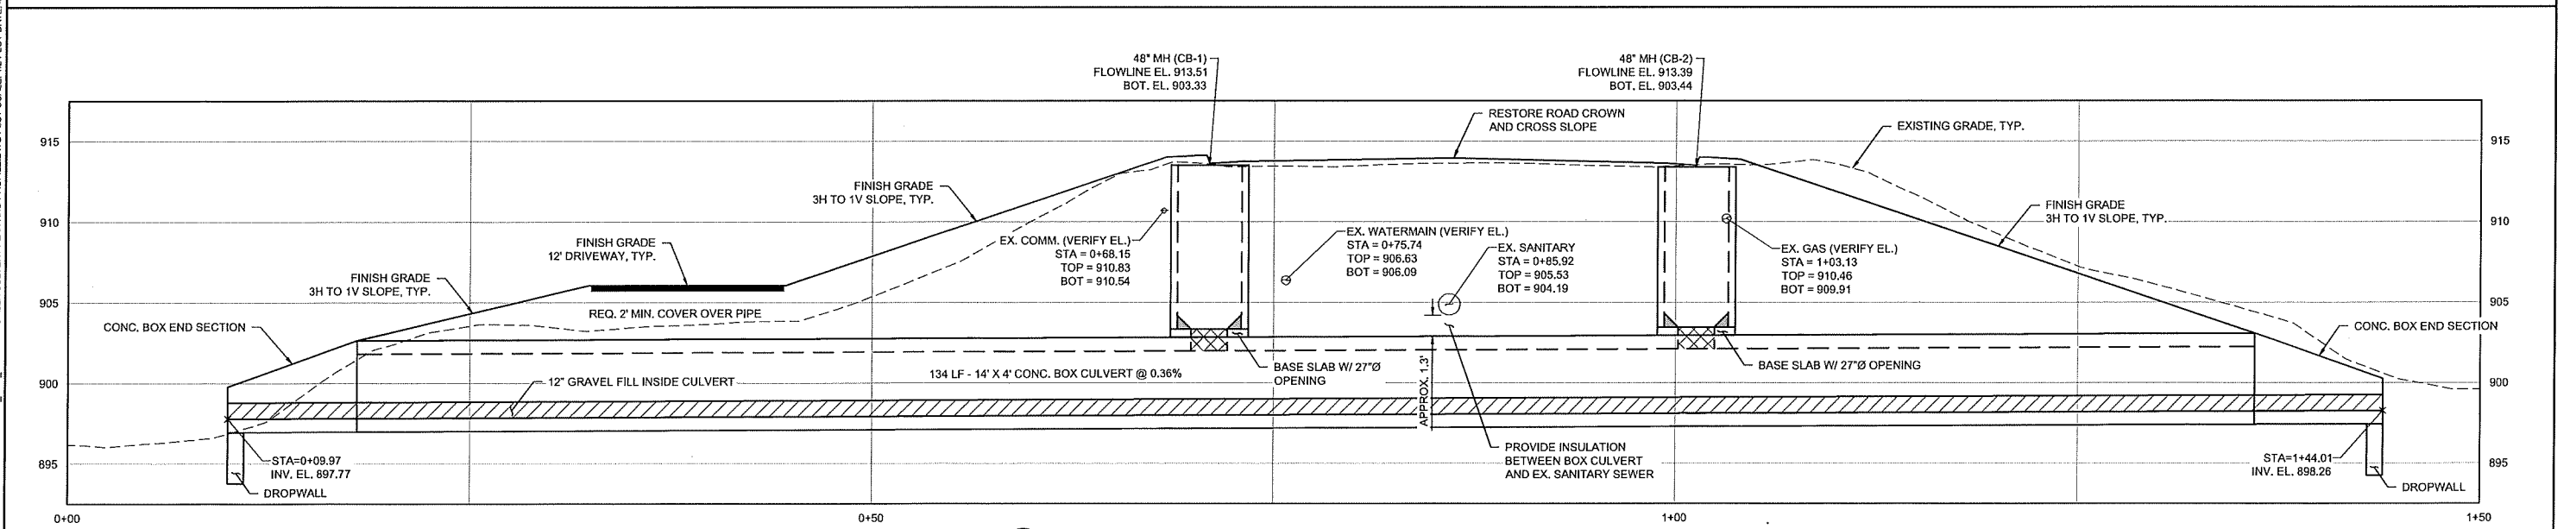 48" MH (CB-1)
FLOWLINE EL. 913.51
BOT. EL. 903.33
48" MH (CB-2)
FLOWLINE EL. 913.39
BOT. EL. 903.44
RESTORE ROAD CROWN
AND CROSS SLOPE
EXISTING GRADE, TYP.
915
915
FINISH GRADE
3H TO 1V SLOPE, TYP.
FINISH GRADE
3H TO 1V SLOPE, TYP.
910
910
EX. COMM. (VERIFY EL.)
STA = 0+68.15
TOP = 910.83
BOT = 910.54
EX. WATERMAIN (VERIFY EL.)
STA = 0+75.74
TOP = 906.63
BOT = 906.09
EX. SANITARY
STA = 0+85.92
TOP = 905.53
BOT = 904.19
EX. GAS (VERIFY EL.)
STA = 1+03.13
TOP = 910.46
BOT = 909.91
FINISH GRADE
12' DRIVEWAY, TYP.
FINISH GRADE
3H TO 1V SLOPE, TYP.
905
905
REQ. 2' MIN. COVER OVER PIPE
CONC. BOX END SECTION
CONC. BOX END SECTION
900
900
12" GRAVEL FILL INSIDE CULVERT
134 LF - 14' X 4' CONC. BOX CULVERT @ 0.36%
BASE SLAB W/ 27"Ø
OPENING
APPROX. 1.3'
BASE SLAB W/ 27"Ø OPENING
PROVIDE INSULATION
BETWEEN BOX CULVERT
AND EX. SANITARY SEWER
895
895
STA=0+09.97
INV. EL. 897.77
DROPWALL
STA=1+44.01
INV. EL. 898.26
DROPWALL
0+00
0+50
1+00
1+50